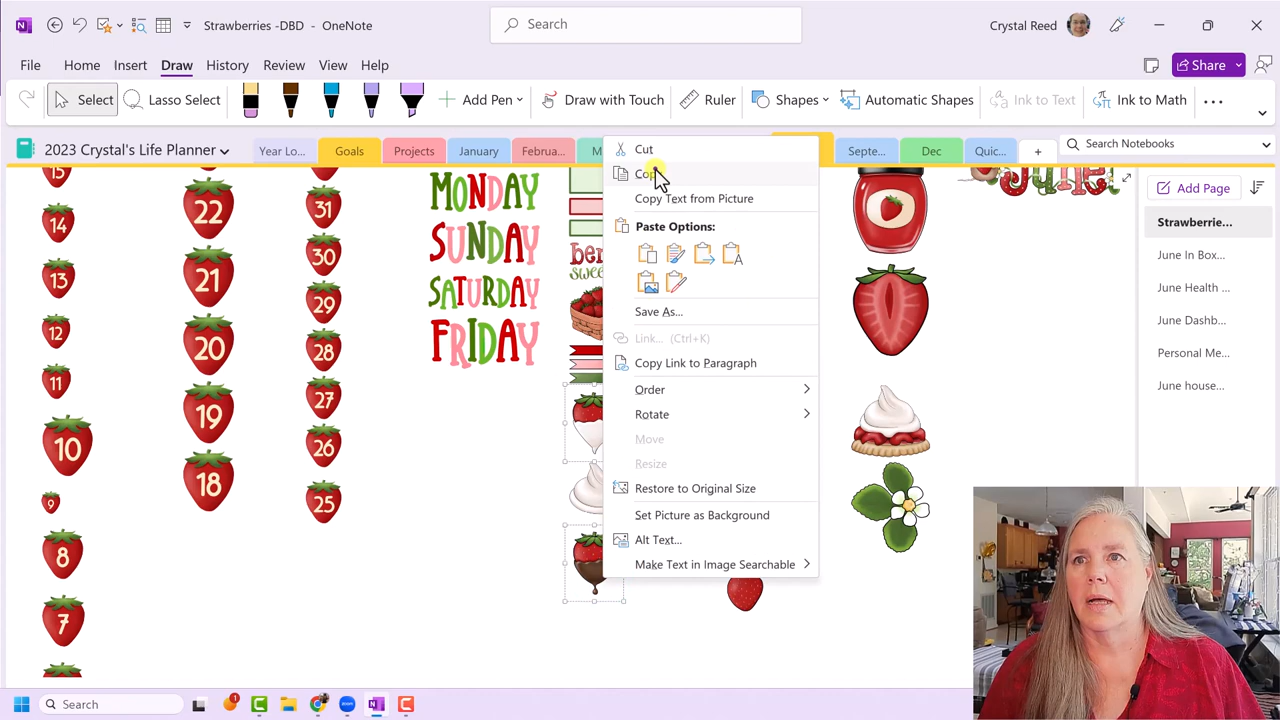 Strawberries -DBD - OneNote
Search
Crystal Reed
File Home Insert Draw History Review View Help
Share
Select Lasso Select Add Pen Draw with Touch Ruler Shapes Automatic Shapes Ink to Text Ink to Math
2023 Crystal's Life Planner
Year Lo... Goals Projects January Februa... M Septe... Dec Quic... +
Search Notebooks
Add Page
Strawberrie...
June In Box...
June Health ...
June Dashb...
Personal Me...
June house...
Cut
Copy Text from Picture
Paste Options:
Save As...
Link... (Ctrl+K)
Copy Link to Paragraph
Order
Rotate
Move
Resize
Restore to Original Size
Set Picture as Background
Alt Text...
Make Text in Image Searchable
15
14
13
12
11
10
9
8
7
22
21
20
19
18
31
30
29
28
27
26
25
MONDAY
SUNDAY
SATURDAY
FRIDAY
1
Search